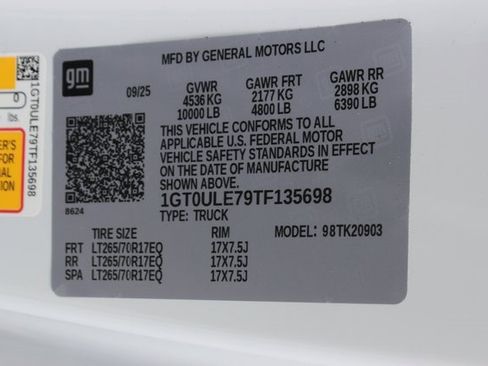 MFD BY GENERAL MOTORS LLC
gm
09/25
GVWR GAWR FRT GAWR RR
4536 KG 2177 KG 2898 KG
10000 LB 4800 LB 6390 LB
THIS VEHICLE CONFORMS TO ALL
APPLICABLE U.S. FEDERAL MOTOR
VEHICLE SAFETY STANDARDS IN EFFECT
ON THE DATE OF MANUFACTURE
SHOWN ABOVE.
1GT0ULE79TF135698
TYPE: TRUCK
8624
TIRE SIZE RIM MODEL: 98TK20903
FRT LT265/70R17EQ 17X7.5J
RR LT265/70R17EQ 17X7.5J
SPA LT265/70R17EQ 17X7.5J
1GT0ULE79TF135698
0
lbs.
FOR